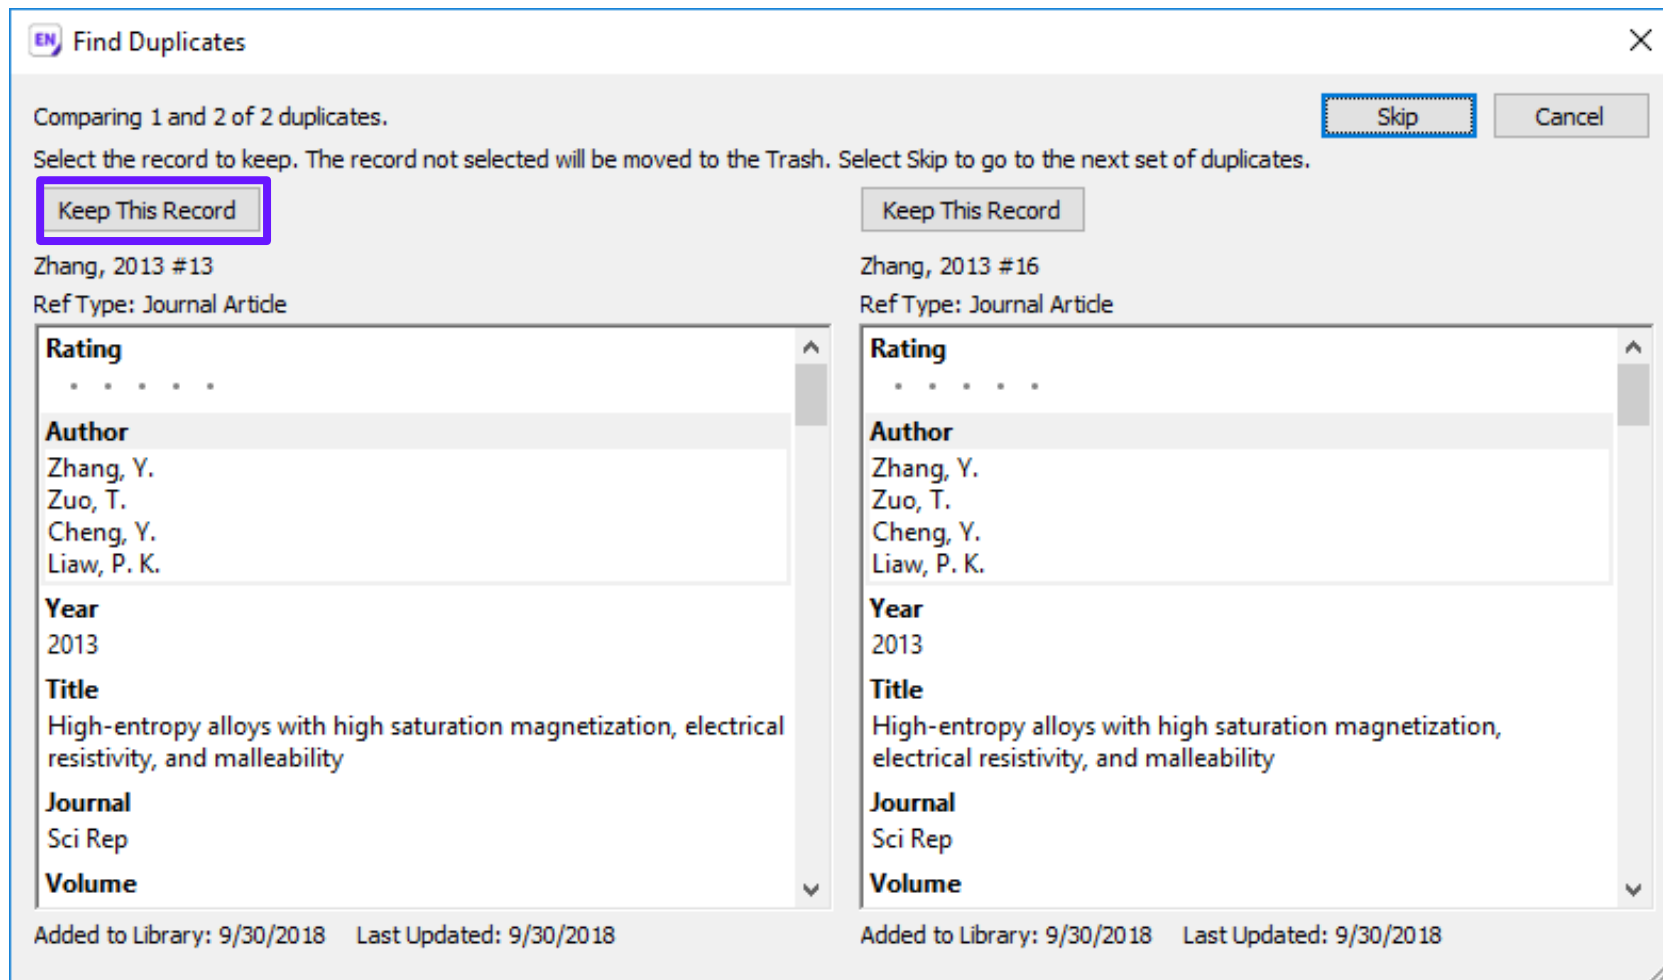 EN Find Duplicates
Comparing 1 and 2 of 2 duplicates.
Skip
Cancel
Select the record to keep. The record not selected will be moved to the Trash. Select Skip to go to the next set of duplicates.
Keep This Record
Zhang, 2013 #13
Ref Type: Journal Article
Rating
Author
Zhang, Y.
Zuo, T.
Cheng, Y.
Liaw, P. K.
Year
2013
Title
High-entropy alloys with high saturation magnetization, electrical
resistivity, and malleability
Journal
Sci Rep
Volume
Added to Library: 9/30/2018 Last Updated: 9/30/2018
Keep This Record
Zhang, 2013 #16
Ref Type: Journal Article
Rating
Author
Zhang, Y.
Zuo, T.
Cheng, Y.
Liaw, P. K.
Year
2013
Title
High-entropy alloys with high saturation magnetization,
electrical resistivity, and malleability
Journal
Sci Rep
Volume
Added to Library: 9/30/2018 Last Updated: 9/30/2018